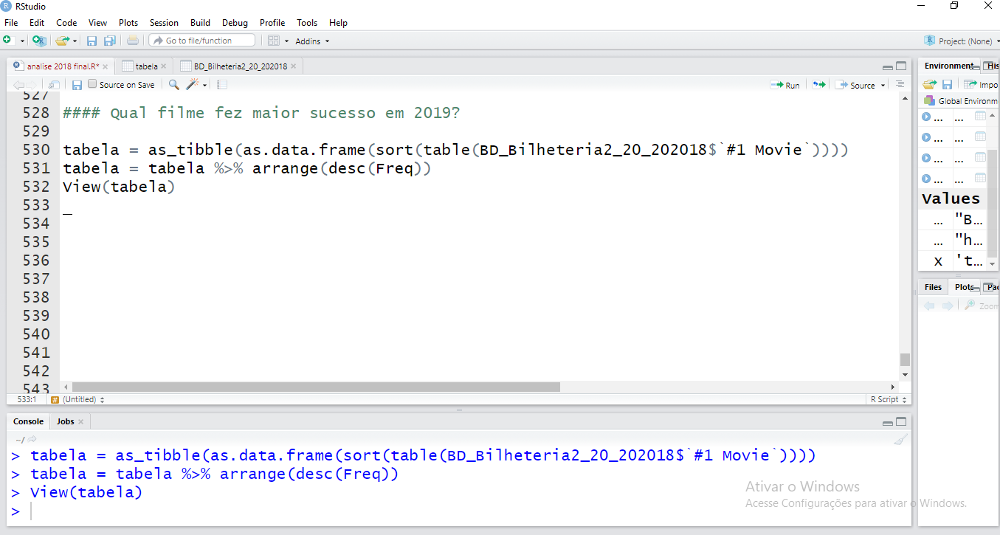 RStudio
File Edit Code View Plots Session Build Debug Profile Tools Help
Go to file/function Addins Project: (None)
analise 2018 final.R* tabela BD_Bilheteria2_20_202018
Source on Save Run Source
527
528 #### Qual filme fez maior sucesso em 2019?
529
530 tabela = as_tibble(as.data.frame(sort(table(BD_Bilheteria2_20_202018$`#1 Movie`))))
531 tabela = tabela %>% arrange(desc(Freq))
532 View(tabela)
533
534
535
536
537
538
539
540
541
542
543
533:1 # (Untitled) R Script
Console Jobs
~/
> tabela = as_tibble(as.data.frame(sort(table(BD_Bilheteria2_20_202018$`#1 Movie`))))
> tabela = tabela %>% arrange(desc(Freq))
> View(tabela)
>
Environment His
Impo
Global Environm
... ...
... ...
... ...
... ...
Values
... "B...
... "h...
x 't...
Files Plots Pac
Zoom
Ativar o Windows
Acesse Configurações para ativar o Windows.